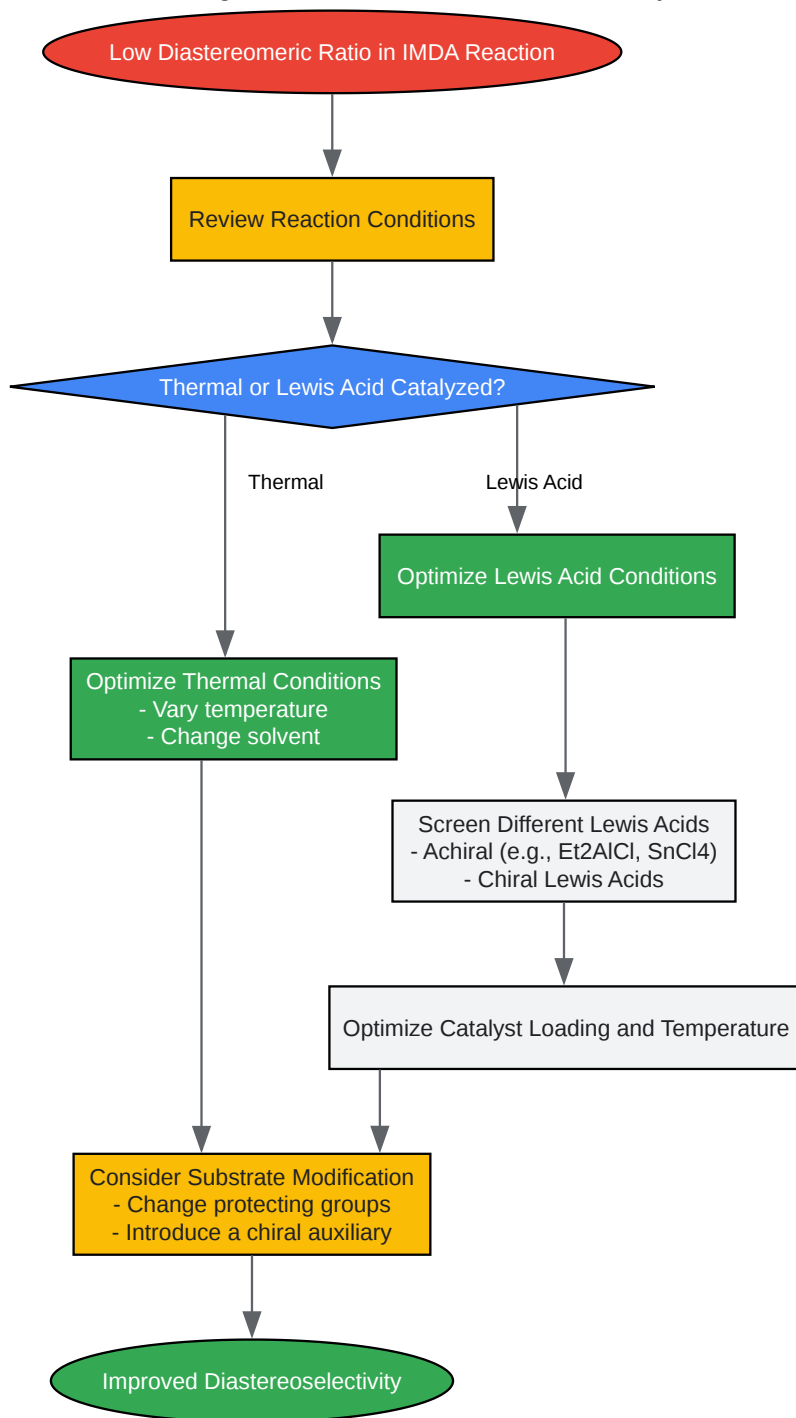 Low Diastereomeric Ratio in IMDA Reaction
Review Reaction Conditions
Thermal or Lewis Acid Catalyzed?
Thermal
Lewis Acid
Optimize Lewis Acid Conditions
Optimize Thermal Conditions
- Vary temperature
- Change solvent
Screen Different Lewis Acids
- Achiral (e.g., Et2AlCl, SnCl4)
- Chiral Lewis Acids
Optimize Catalyst Loading and Temperature
Consider Substrate Modification
- Change protecting groups
- Introduce a chiral auxiliary
Improved Diastereoselectivity